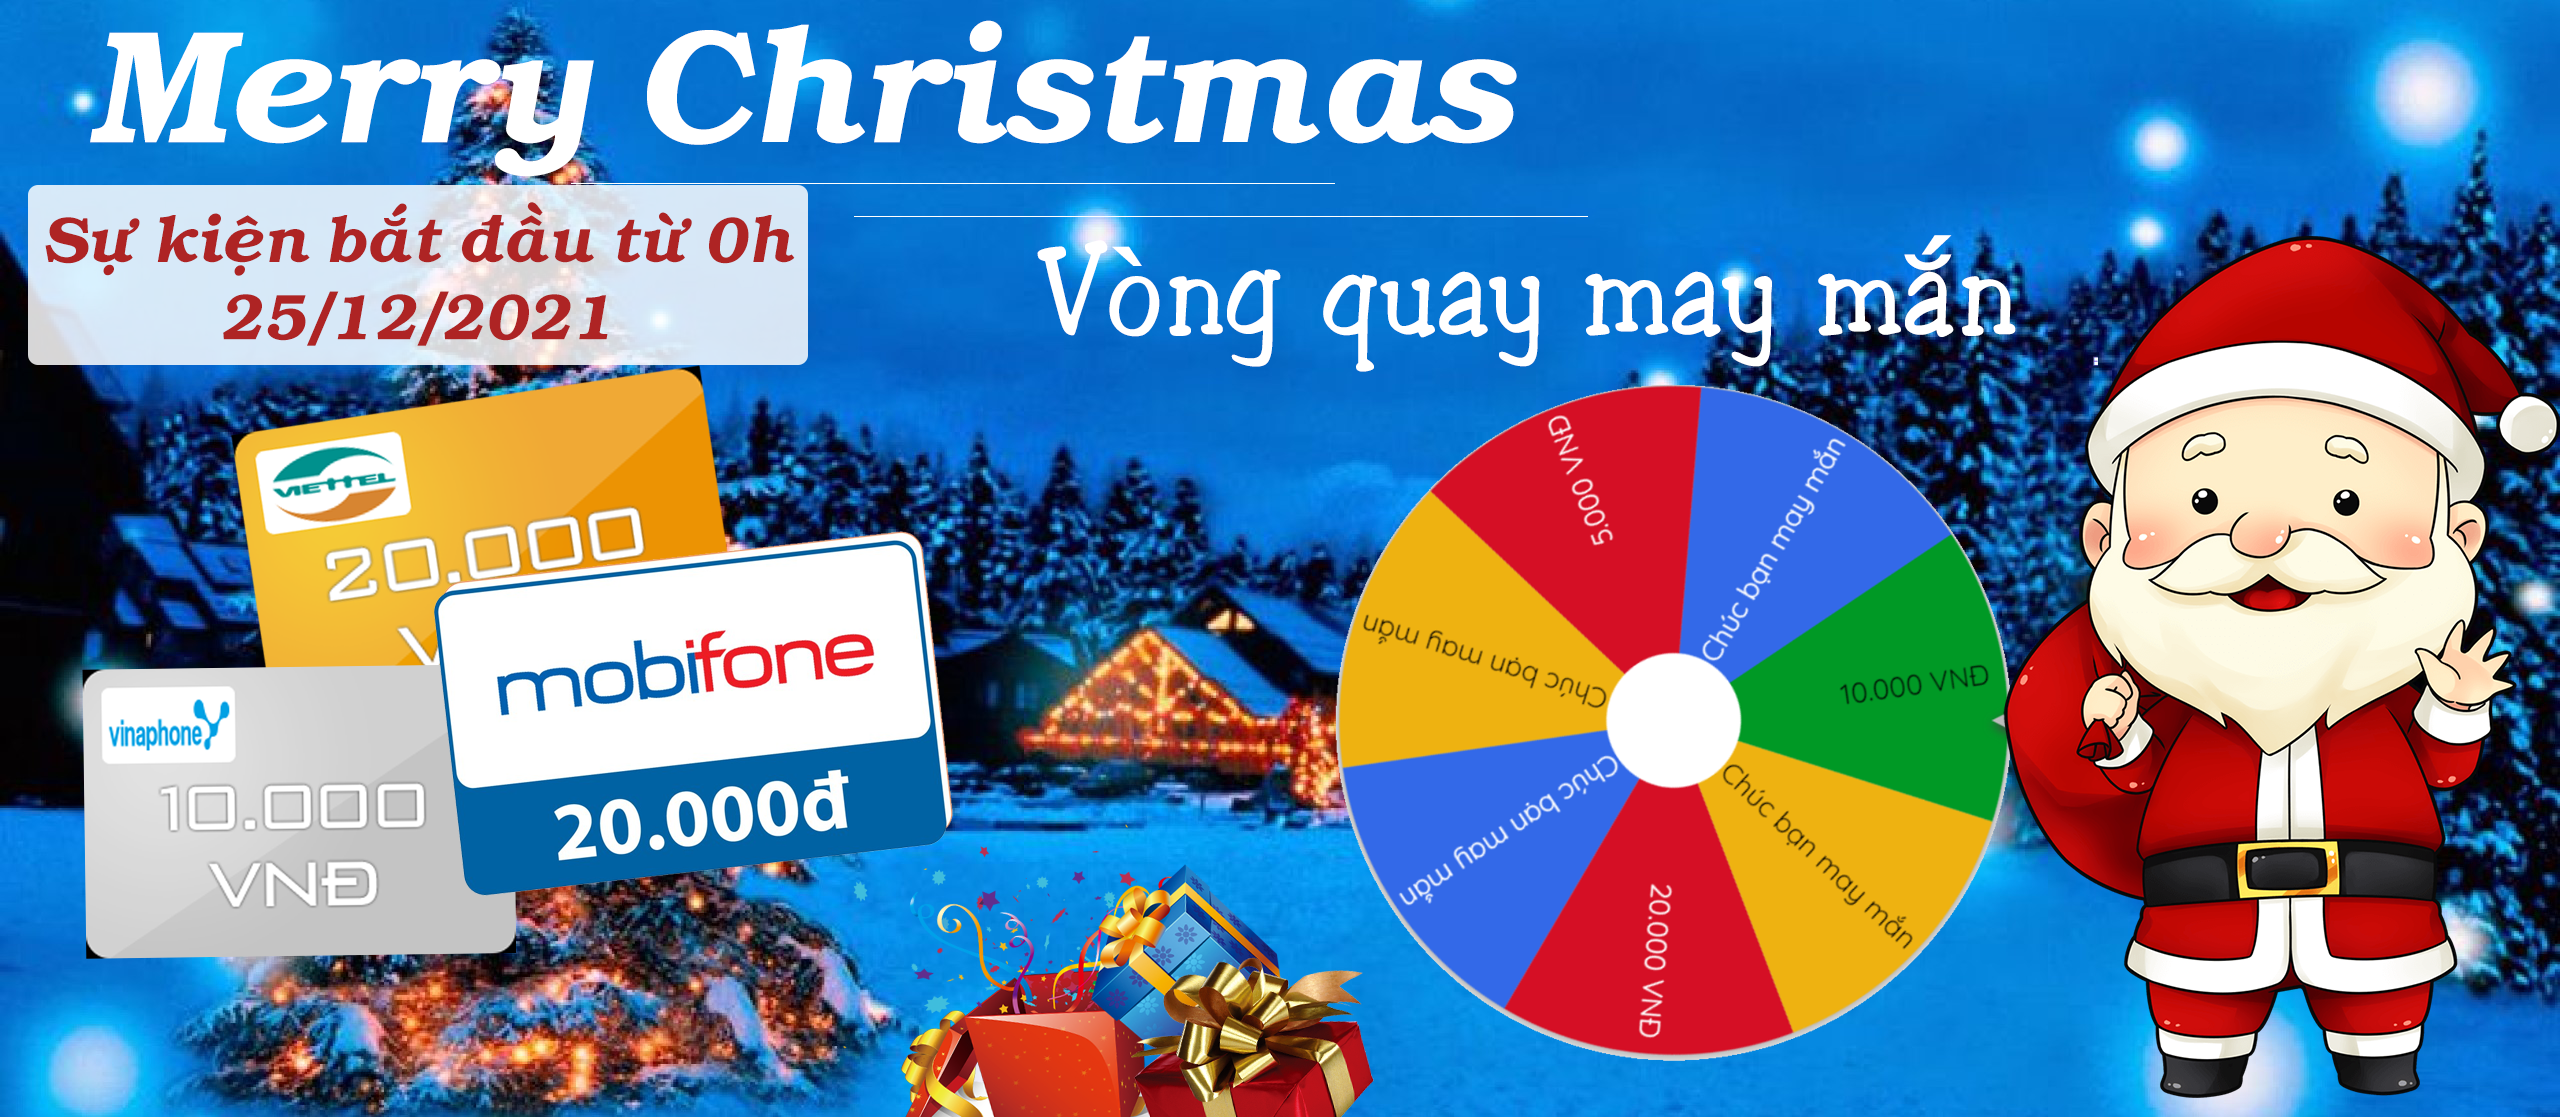 Merry Christmas
Sự kiện bắt đầu từ 0h
25/12/2021
Vòng quay may mắn
VIETTEL
20.000
V
mobifone
20.000đ
vinaphone
10.000
VNĐ
5.000 VNĐ
Chúc bạn may mắn
10.000 VNĐ
Chúc bạn may mắn
20.000 VNĐ
Chúc bạn may mắn
Chúc bạn may mắn